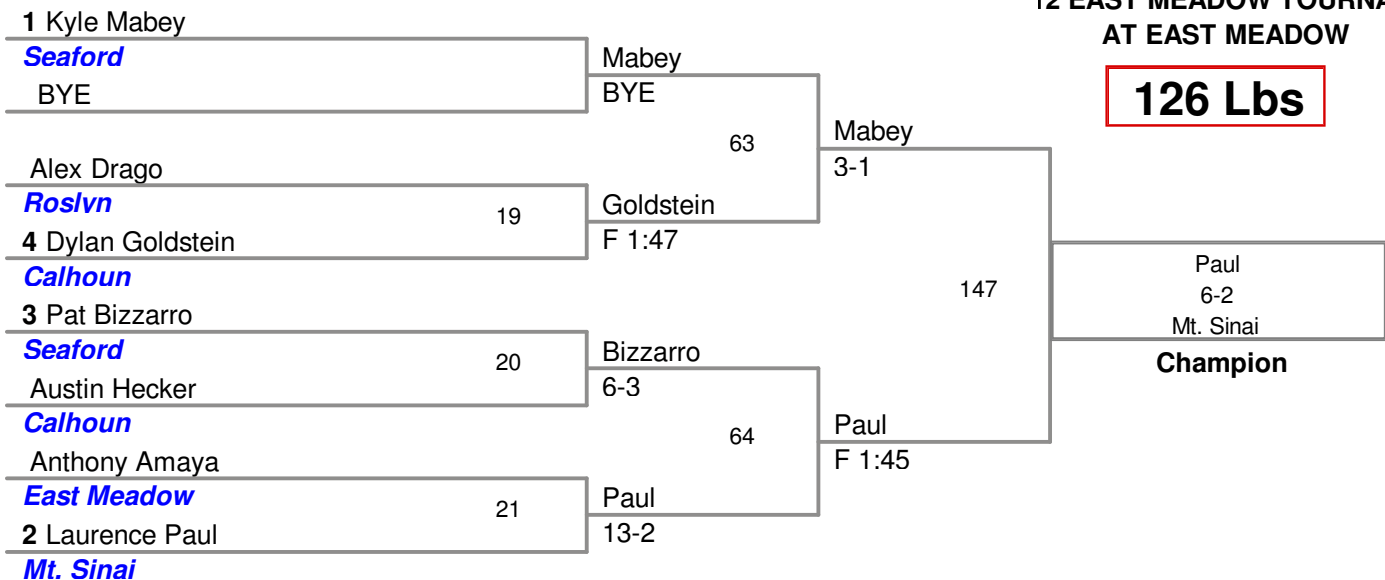 12 EAST MEADOW TOURNA
AT EAST MEADOW
126 Lbs
1 Kyle Mabey
Seaford
BYE
Alex Drago
Roslyn
4 Dylan Goldstein
Calhoun
3 Pat Bizzarro
Seaford
Austin Hecker
Calhoun
Anthony Amaya
East Meadow
2 Laurence Paul
Mt. Sinai
19
20
21
Mabey
BYE
Goldstein
F 1:47
Bizzarro
6-3
Paul
13-2
63
64
Mabey
3-1
Paul
F 1:45
147
Paul
6-2
Mt. Sinai
Champion